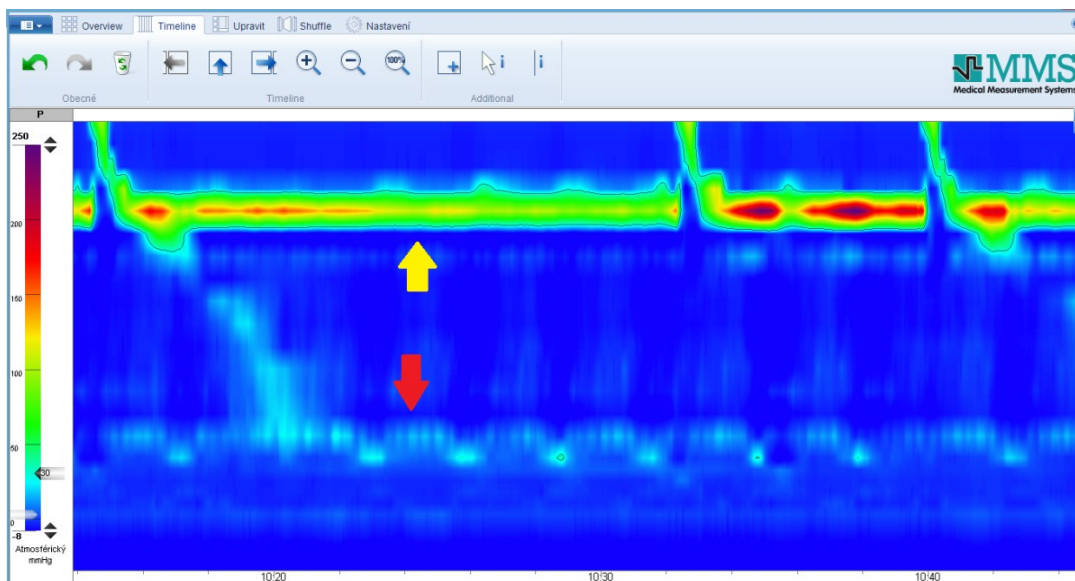 Overview Timeline Upravit Shuffle Nastavení
100%
Obecné Timeline Additional
MMS
Medical Measurement Systems
P
250
200
150
100
50
30
0
-8
Atmosférický
mmHg
10:20 10:30 10:40